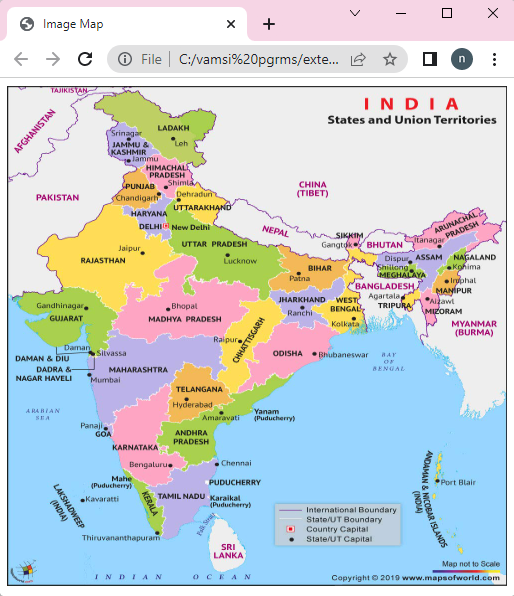 Image Map
File
C:/vamsi%20pgrms/exte...
n
INDIA
States and Union Territories
TAJIKISTAN
AFGHANISTAN
PAKISTAN
CHINA
(TIBET)
NEPAL
BHUTAN
BANGLADESH
MYANMAR
(BURMA)
SRI
LANKA
LADAKH
Leh
Srinagar
JAMMU &
KASHMIR
Jammu
HIMACHAL
PRADESH
Shimla
PUNJAB
Chandigarh
Dehradun
UTTARAKHAND
HARYANA
DELHI
New Delhi
RAJASTHAN
Jaipur
UTTAR PRADESH
Lucknow
BIHAR
Patna
SIKKIM
Gangtok
ARUNACHAL
PRADESH
Itanagar
ASSAM
Dispur
NAGALAND
Kohima
Shillong
MEGHALAYA
Imphal
MANIPUR
Agartala
TRIPURA
Aizawl
MIZORAM
Gandhinagar
GUJARAT
Bhopal
MADHYA PRADESH
JHARKHAND
Ranchi
WEST
BENGAL
Kolkata
Raipur
CHHATTISGARH
ODISHA
Bhubaneswar
Daman
DAMAN & DIU
Silvassa
DADRA &
NAGAR HAVELI
Mumbai
MAHARASHTRA
TELANGANA
Hyderabad
Amaravati
Yanam
(Puducherry)
ANDHRA
PRADESH
Panaji
GOA
KARNATAKA
Bengaluru
Chennai
Mahe
(Puducherry)
PUDUCHERRY
Karaikal
(Puducherry)
TAMIL NADU
KERALA
Thiruvananthapuram
LAKSHADWEEP
(INDIA)
Kavaratti
ANDAMAN & NICOBAR ISLANDS
(INDIA)
Port Blair
ARABIAN
SEA
BAY
OF
BENGAL
INDIAN OCEAN
Palk Strait
International Boundary
State/UT Boundary
Country Capital
State/UT Capital
Map not to Scale
Copyright © 2019 www.mapsofworld.com